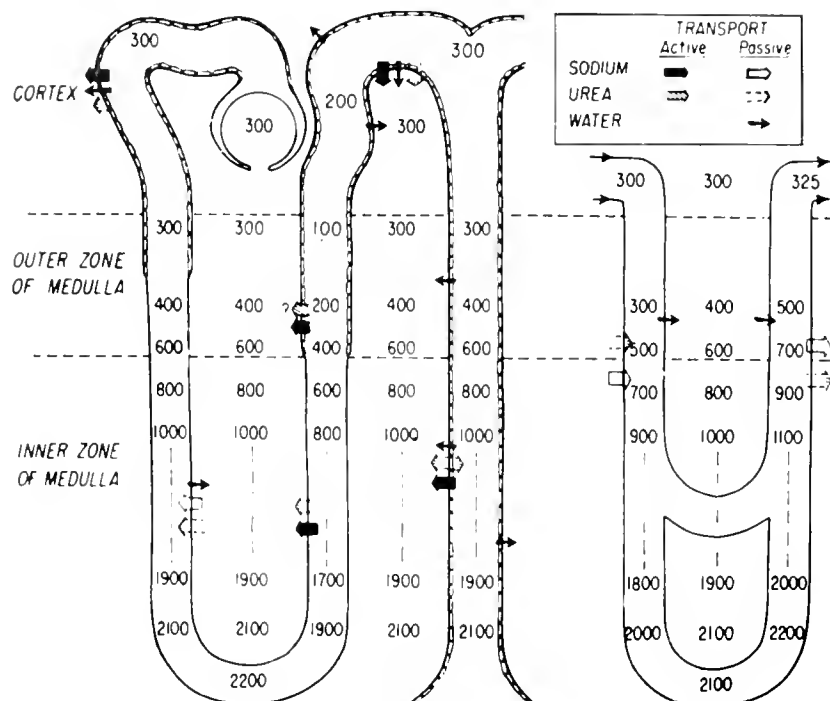 TRANSPORT
Active Passive
SODIUM
UREA
WATER
300
300
200
CORTEX
300
300
300 300 325
300 300 100 300 300
OUTER ZONE
OF MEDULLA
400 400 ? 200 400 400
300 400 500
600 600 400 600 600
500 600 700
800 800 600 800 800
700 800 900
1000 1000 800 1000 1000
900 1000 1100
INNER ZONE
OF MEDULLA
1900 1900 1700 1900 1900
1800 1900 2000
2100 2100 1900 2100 2100
2000 2100 2200
2200
2100